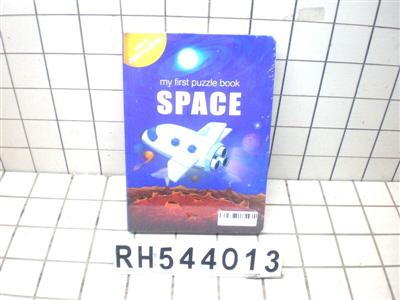 my first puzzle book
SPACE
RH544013